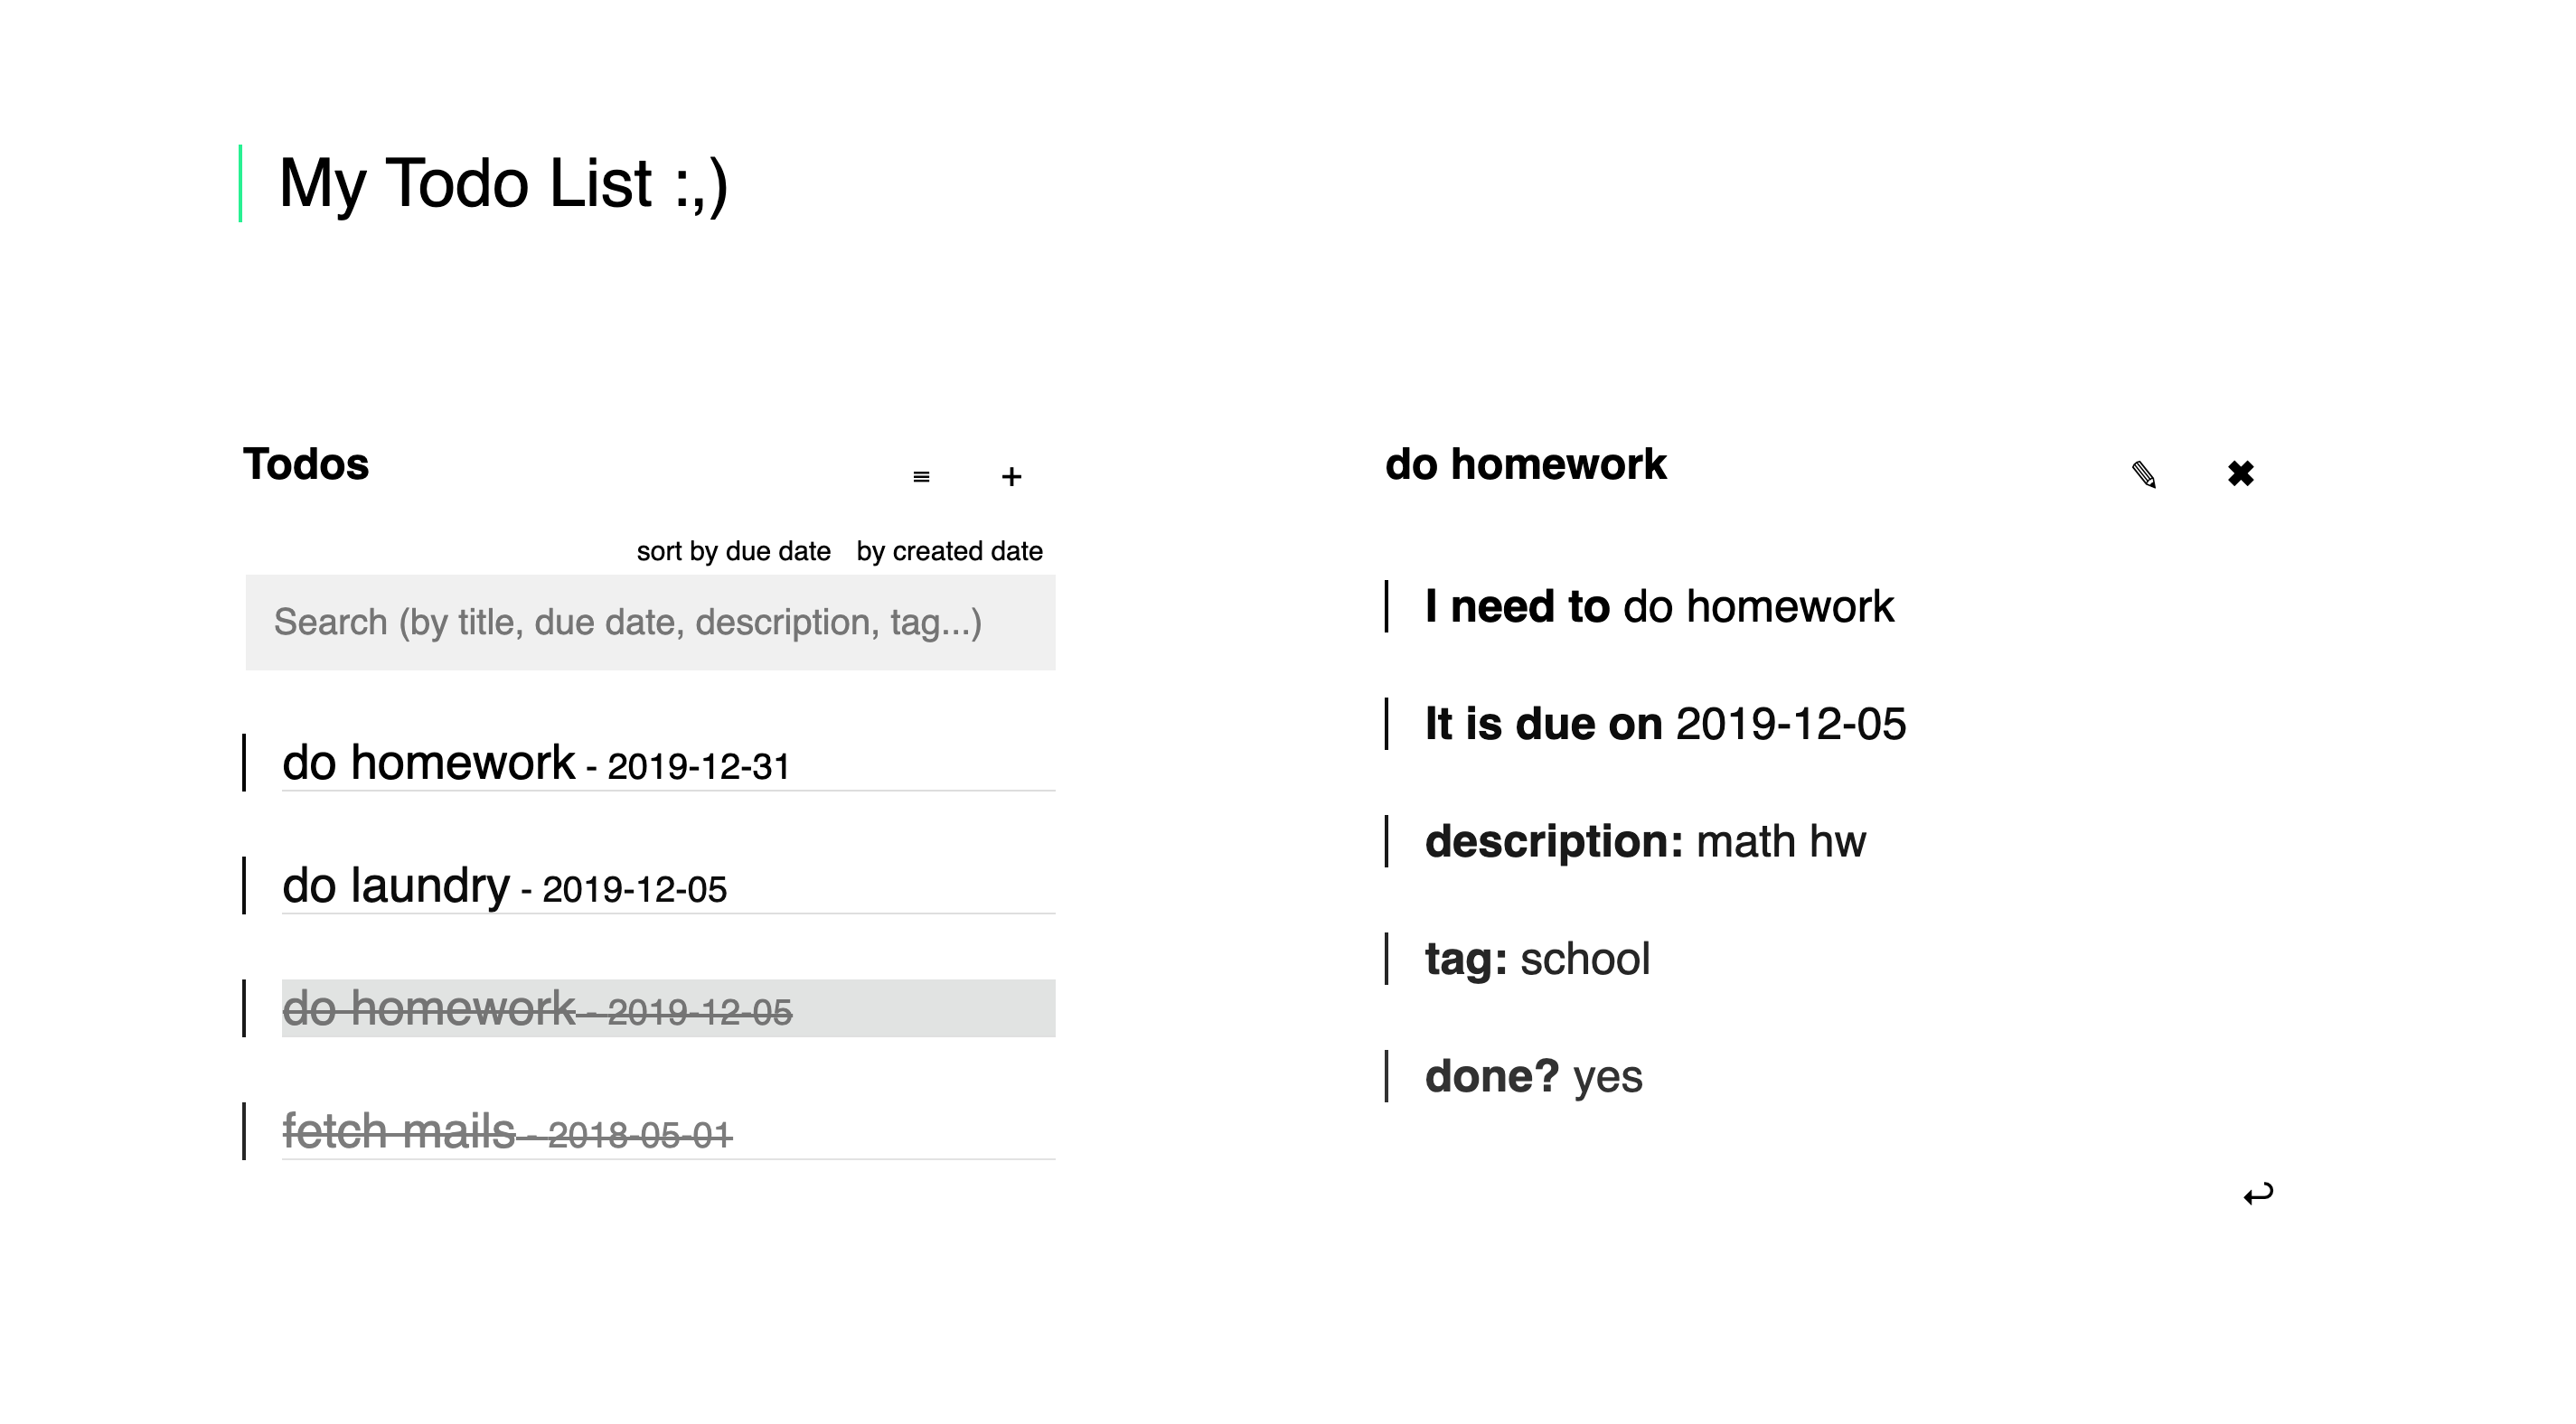 My Todo List :,)
Todos
sort by due date by created date
Search (by title, due date, description, tag...)
do homework - 2019-12-31
do laundry - 2019-12-05
do homework - 2019-12-05
fetch mails - 2018-05-01
do homework
I need to do homework
It is due on 2019-12-05
description: math hw
tag: school
done? yes